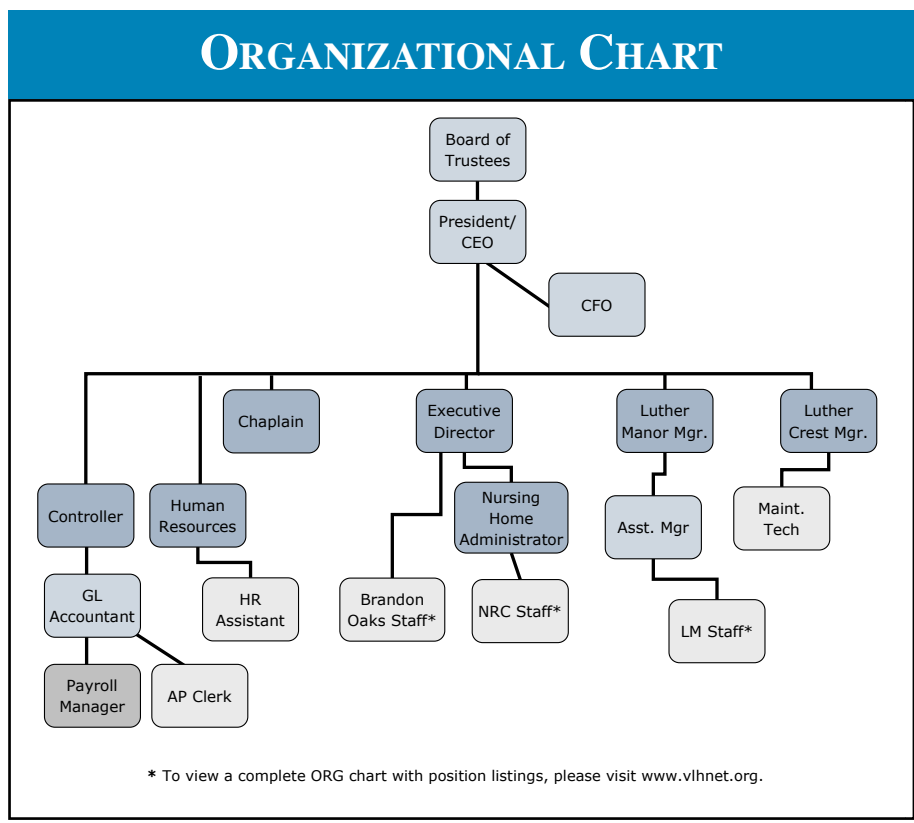 ORGANIZATIONAL CHART
Board of
Trustees
President/
CEO
CFO
Chaplain
Executive
Director
Luther
Manor Mgr.
Luther
Crest Mgr.
Controller
Human
Resources
Nursing
Home
Administrator
Asst. Mgr
Maint.
Tech
GL
Accountant
HR
Assistant
Brandon
Oaks Staff*
NRC Staff*
LM Staff*
Payroll
Manager
AP Clerk
* To view a complete ORG chart with position listings, please visit www.vlhnet.org.